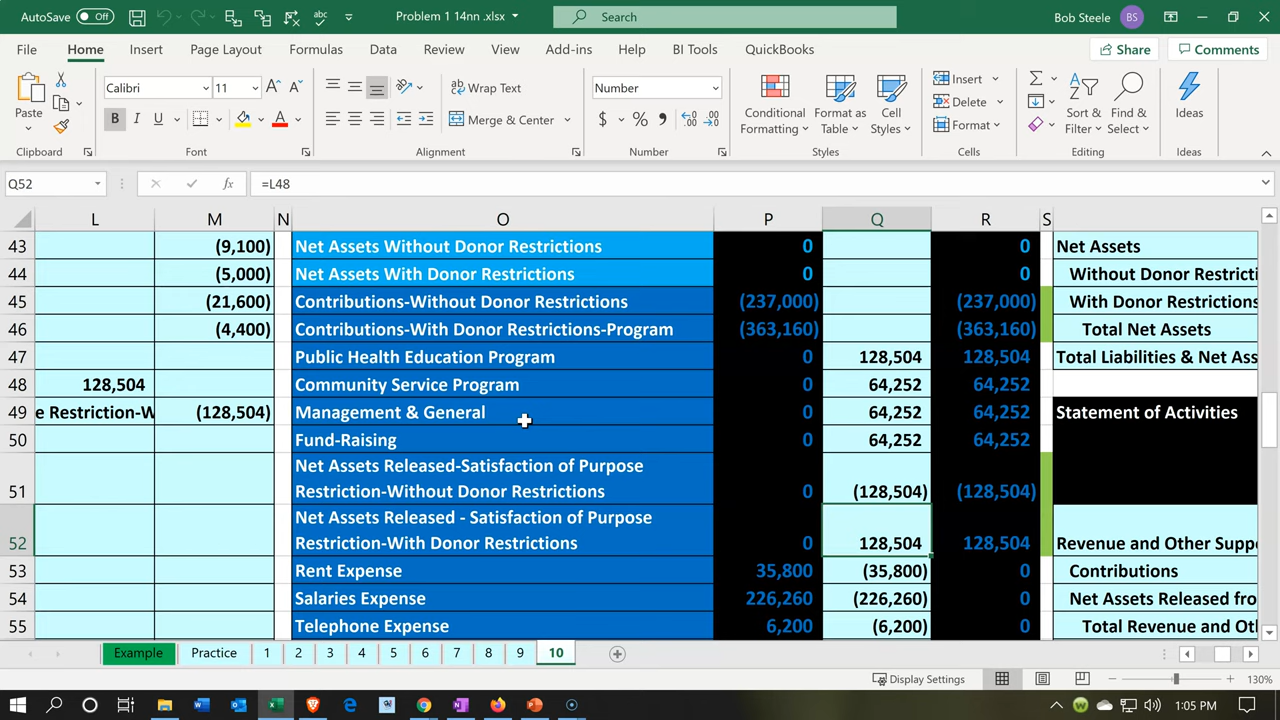 AutoSave Off abc Problem 1 14nn .xlsx Search Bob Steele BS
File Home Insert Page Layout Formulas Data Review View Add-ins Help BI Tools QuickBooks Share Comments
Calibri 11 A A Wrap Text Number Insert Σ
Paste B I U A Merge & Center $ % Conditional Formatting Format as Table Cell Styles Delete Format Sort & Filter Find & Select Ideas
Clipboard Font Alignment Number Styles Cells Editing Ideas
Q52 fx =L48
L M N O P Q R S
43 (9,100) Net Assets Without Donor Restrictions 0 0 Net Assets
44 (5,000) Net Assets With Donor Restrictions 0 0 Without Donor Restricti
45 (21,600) Contributions-Without Donor Restrictions (237,000) (237,000) With Donor Restrictions
46 (4,400) Contributions-With Donor Restrictions-Program (363,160) (363,160) Total Net Assets
47 Public Health Education Program 0 128,504 128,504 Total Liabilities & Net Ass
48 128,504 Community Service Program 0 64,252 64,252
49 e Restriction-W (128,504) Management & General 0 64,252 64,252 Statement of Activities
50 Fund-Raising 0 64,252 64,252
Net Assets Released-Satisfaction of Purpose
51 Restriction-Without Donor Restrictions 0 (128,504) (128,504)
Net Assets Released - Satisfaction of Purpose
52 Restriction-With Donor Restrictions 0 128,504 128,504 Revenue and Other Suppo
53 Rent Expense 35,800 (35,800) 0 Contributions
54 Salaries Expense 226,260 (226,260) 0 Net Assets Released fro
55 Telephone Expense 6,200 (6,200) 0 Total Revenue and Oth
Example Practice 1 2 3 4 5 6 7 8 9 10
Display Settings 130%
1:05 PM